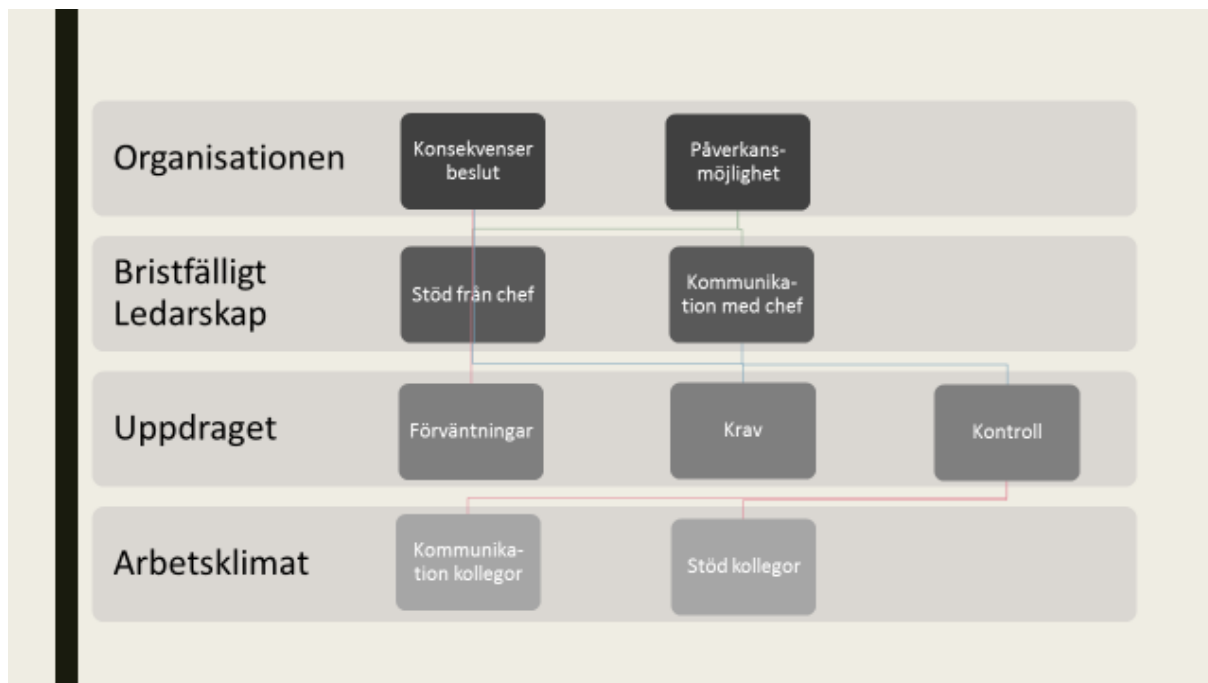 Organisationen
Konsekvenser
beslut
Påverkans-
möjlighet
Bristfälligt
Ledarskap
Stöd från chef
Kommunika-
tion med chef
Uppdraget
Förväntningar
Krav
Kontroll
Arbetsklimat
Kommunika-
tion kollegor
Stöd kollegor